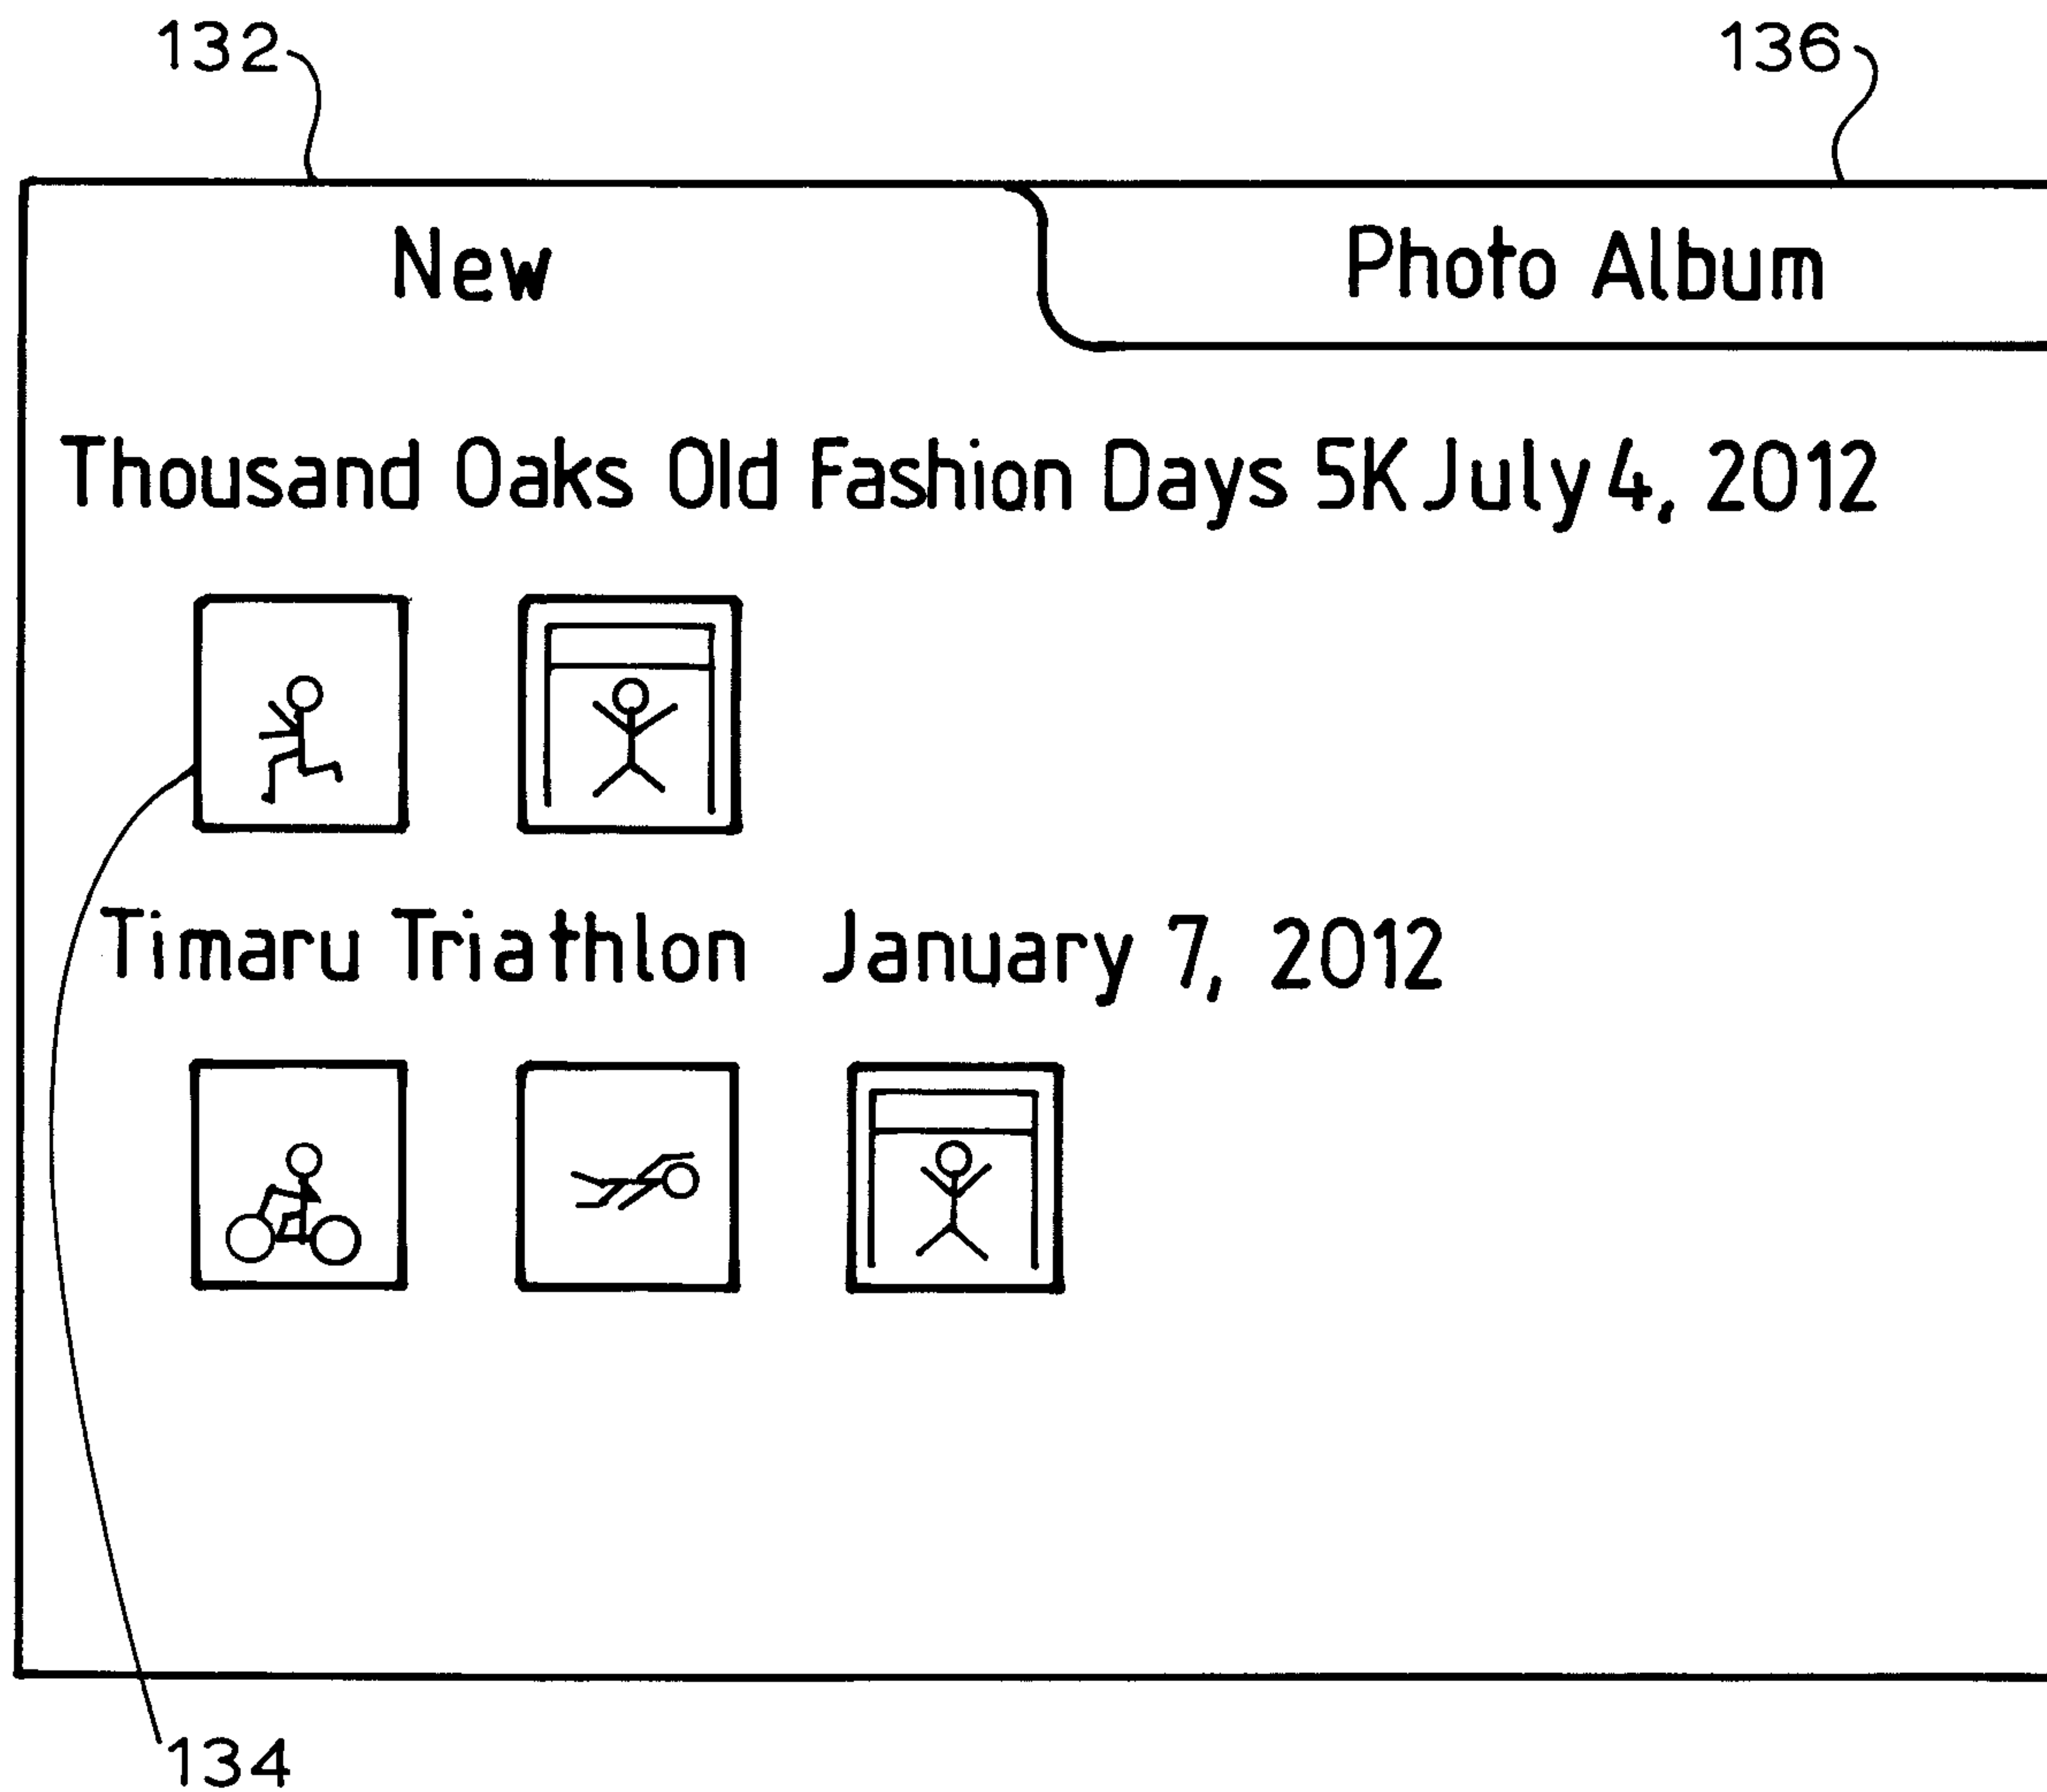 132
136
New
Photo Album
Thousand Oaks Old Fashion Days 5K July 4, 2012
Timaru Triathlon January 7, 2012
134